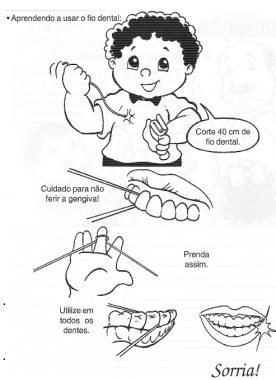 • Aprendendo a usar o fio dental:
Corte 40 cm de
fio dental.
Cuidado para não
ferir a gengiva!
Prenda
assim.
Utilize em
todos os
dentes.
Sorria!